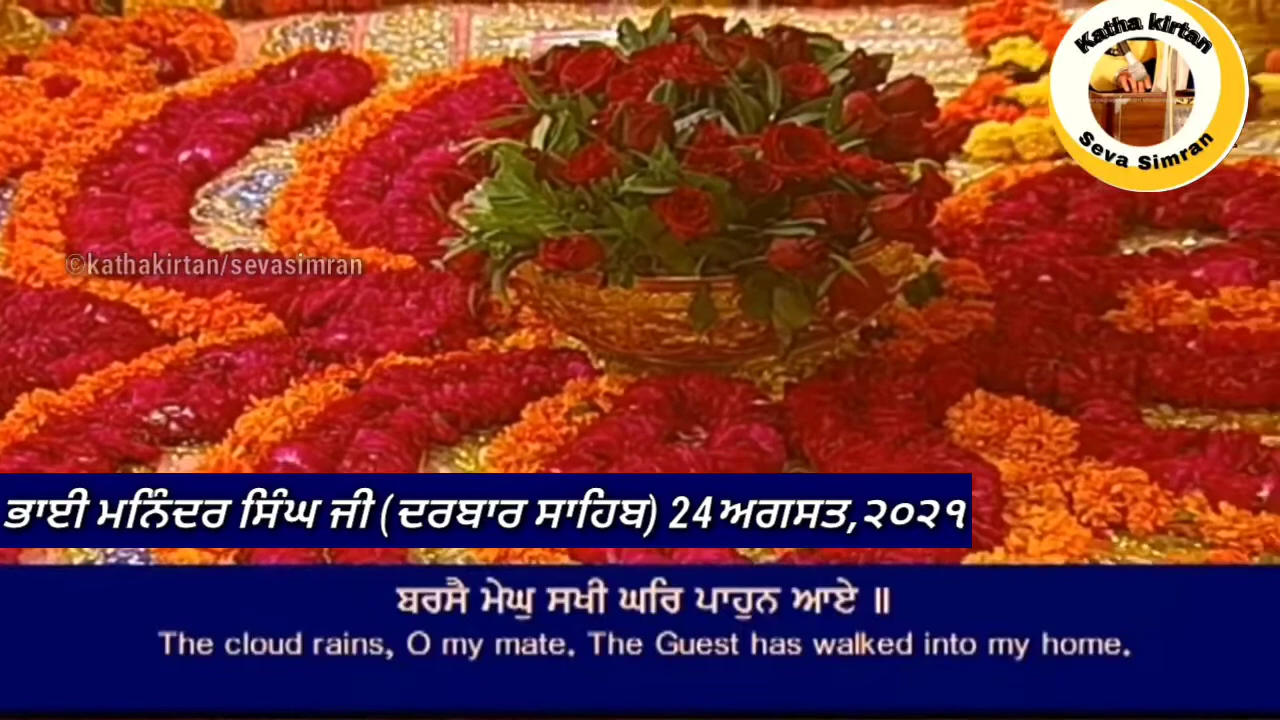 Katha kirtan
Seva Simran
©kathakirtan/sevasimran
ਭਾਈ ਮਨਿੰਦਰ ਸਿੰਘ ਜੀ (ਦਰਬਾਰ ਸਾਹਿਬ) 24 ਅਗਸਤ,੨੦੨੧
ਬਰਸੈ ਮੇਘੁ ਸਖੀ ਘਰਿ ਪਾਹੁਨ ਆਏ ॥
The cloud rains, O my mate. The Guest has walked into my home.